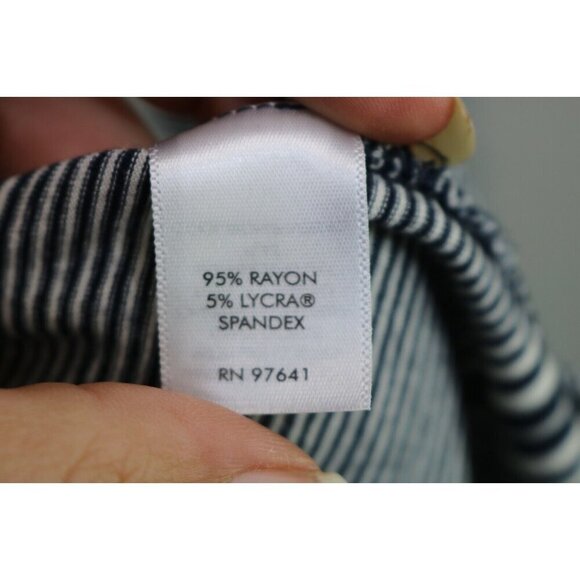 95% RAYON
5% LYCRA®
SPANDEX
RN 97641